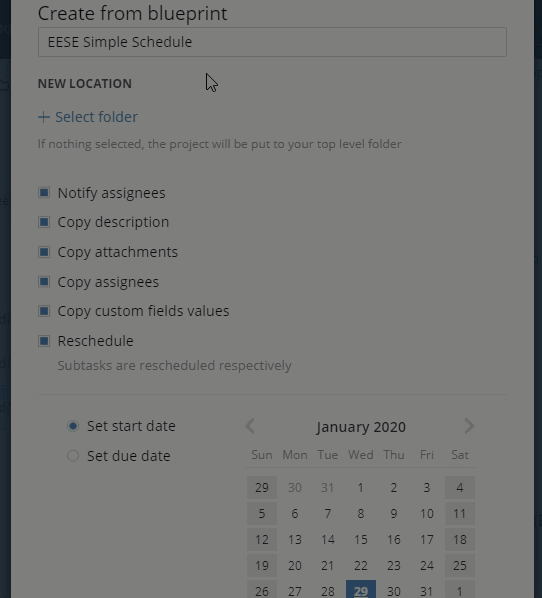 Create from blueprint
EESE Simple Schedule
NEW LOCATION
+ Select folder
If nothing selected, the project will be put to your top level folder
Notify assignees
Copy description
Copy attachments
Copy assignees
Copy custom fields values
Reschedule
Subtasks are rescheduled respectively
Set start date
Set due date
January 2020
Sun Mon Tue Wed Thu Fri Sat
29 30 31 1 2 3 4
5 6 7 8 9 10 11
12 13 14 15 16 17 18
19 20 21 22 23 24 25
26 27 28 29 30 31 1